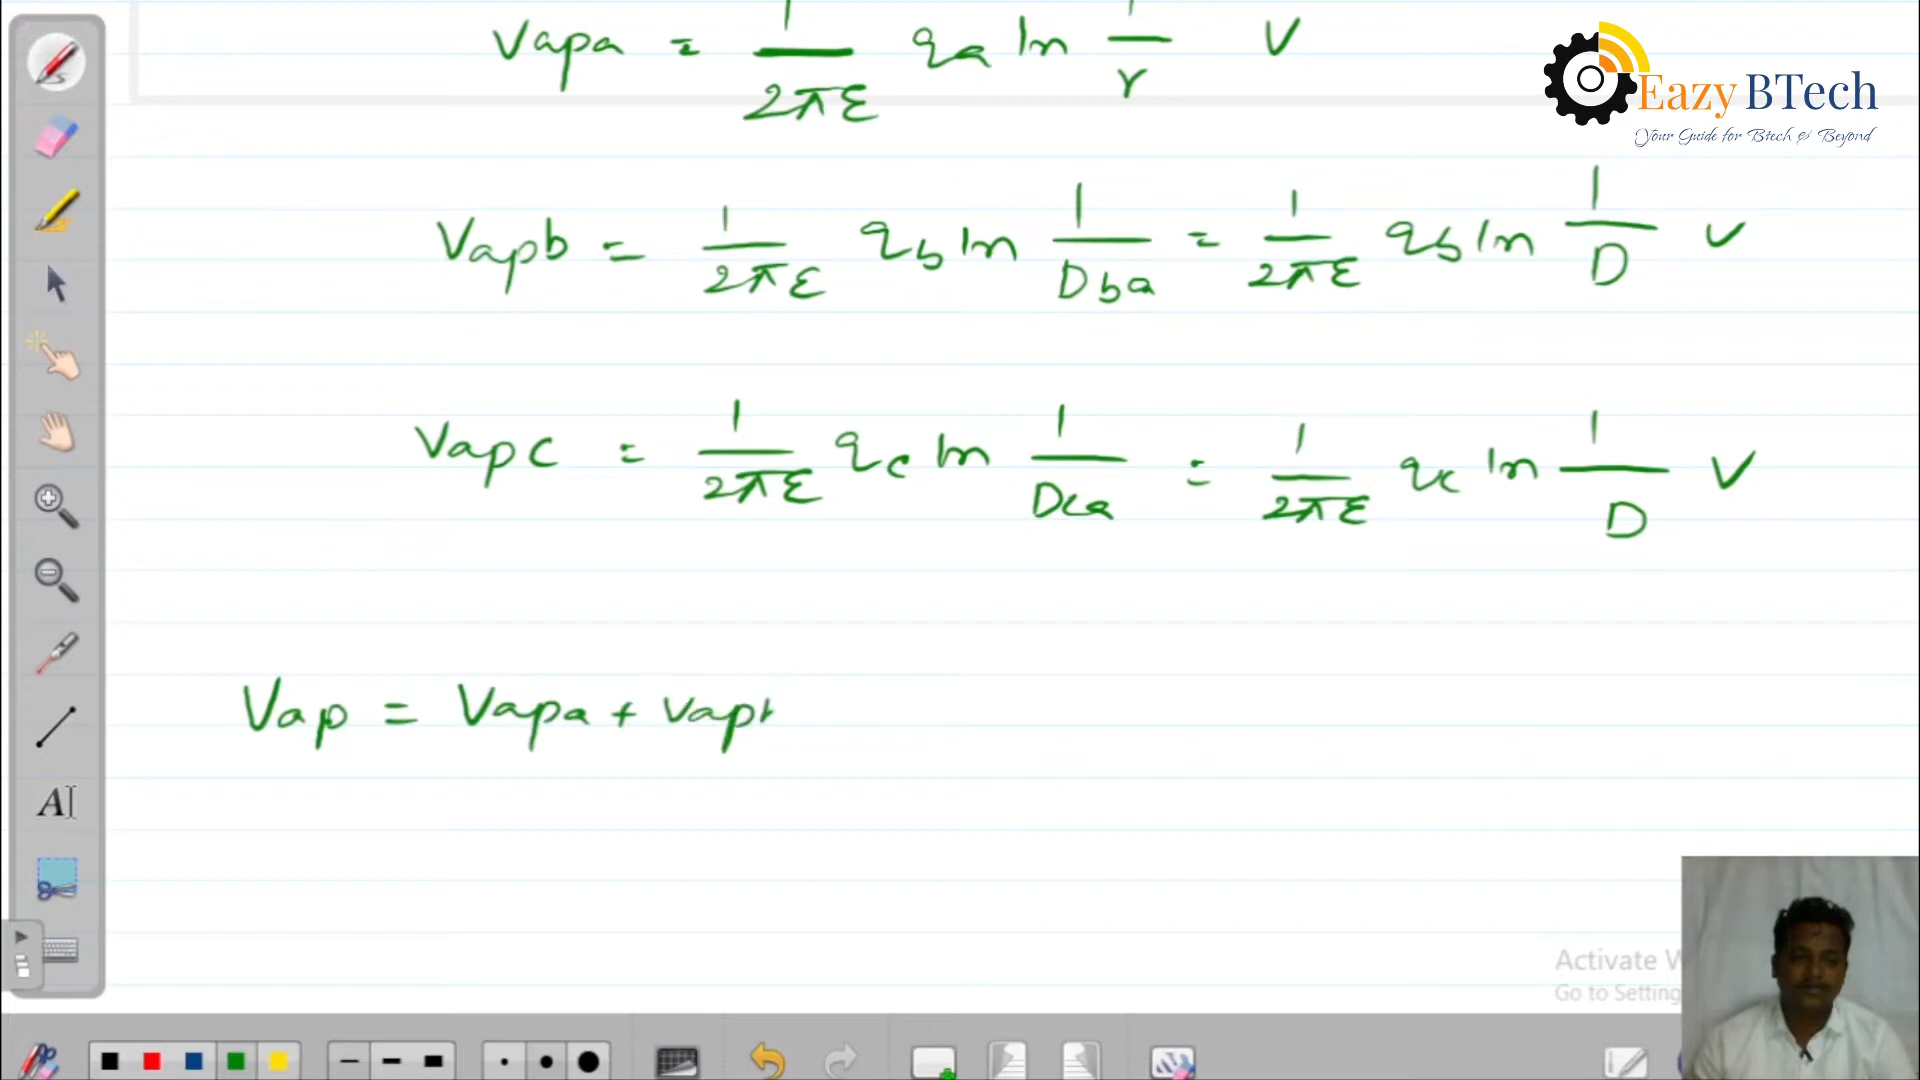 Vapa = 1/2πε qa ln 1/r V
Eazy BTech
Your Guide for Btech & Beyond
Vapb = 1/2πε qb ln 1/Dba = 1/2πε qb ln 1/D V
Vapc = 1/2πε qc ln 1/Dca = 1/2πε qc ln 1/D V
Vap = Vapa + Vap
AI
Activate
Go to Setting